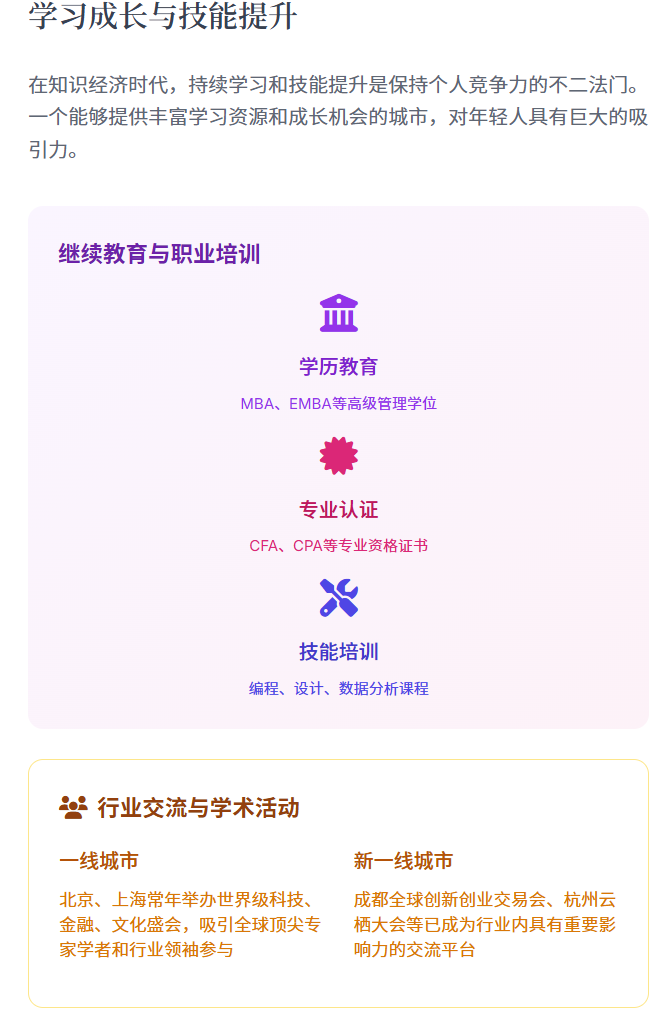 学习成长与技能提升
在知识经济时代，持续学习和技能提升是保持个人竞争力的不二法门。
一个能够提供丰富学习资源和成长机会的城市，对年轻人具有巨大的吸
引力。
继续教育与职业培训
学历教育
MBA、EMBA等高级管理学位
专业认证
CFA、CPA等专业资格证书
技能培训
编程、设计、数据分析课程
行业交流与学术活动
一线城市
北京、上海常年举办世界级科技、
金融、文化盛会，吸引全球顶尖专
家学者和行业领袖参与
新一线城市
成都全球创新创业交易会、杭州云
栖大会等已成为行业内具有重要影
响力的交流平台